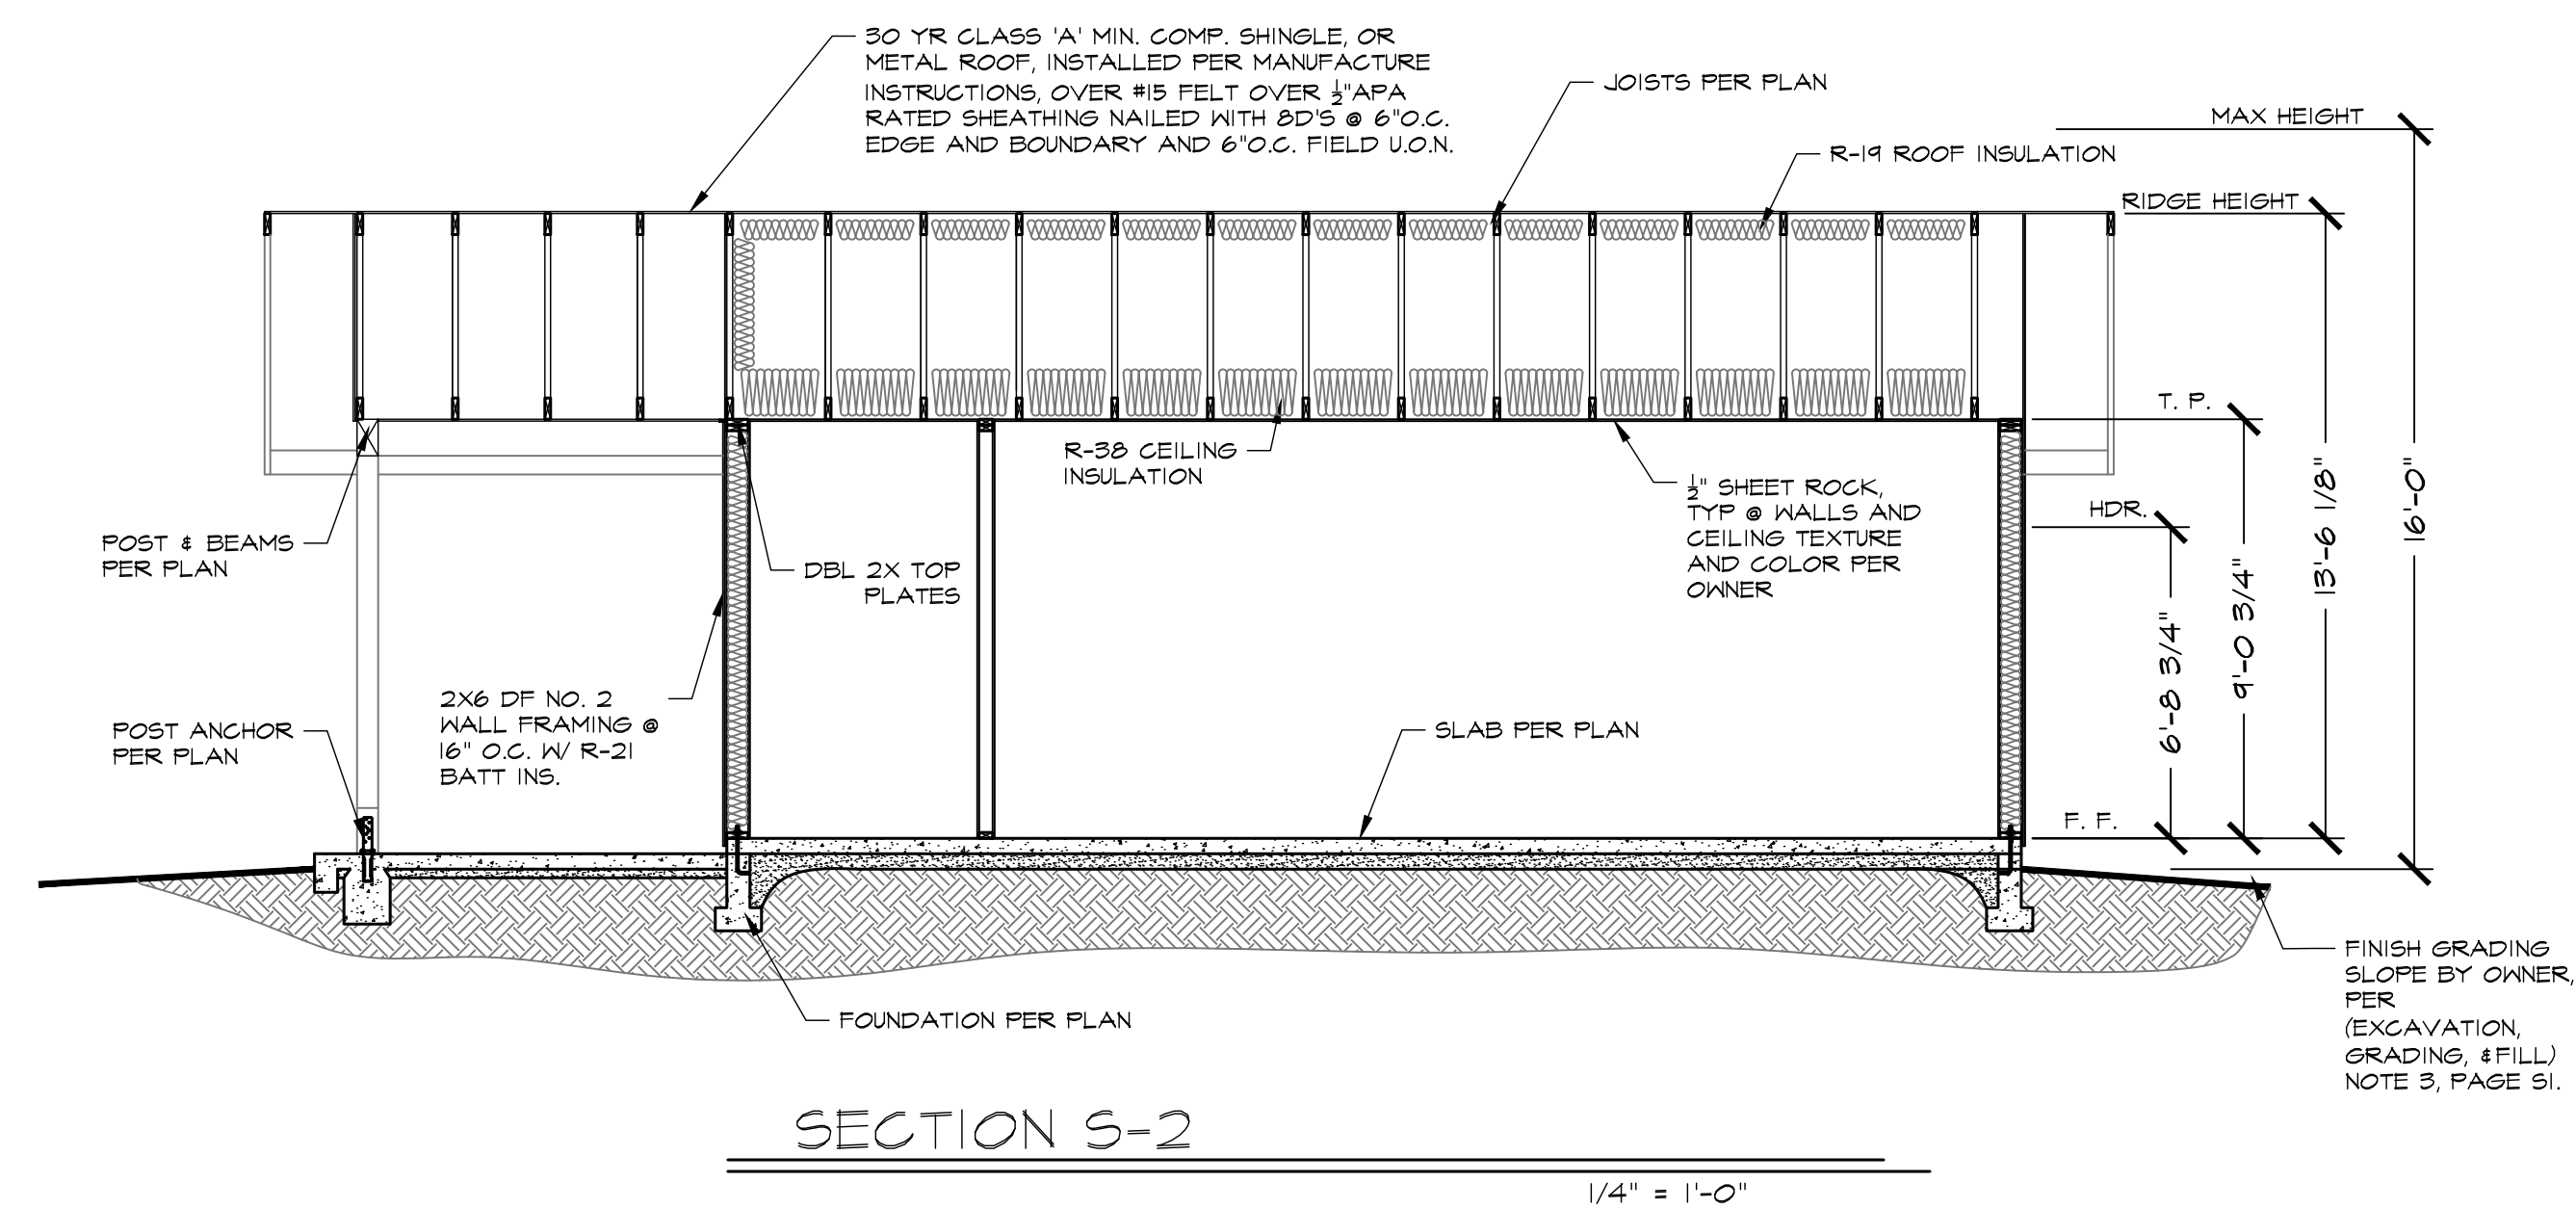 30 YR CLASS 'A' MIN. COMP. SHINGLE, OR
METAL ROOF, INSTALLED PER MANUFACTURE
INSTRUCTIONS, OVER #15 FELT OVER ½"APA
RATED SHEATHING NAILED WITH 8D'S @ 6"O.C.
EDGE AND BOUNDARY AND 6"O.C. FIELD U.O.N.
JOISTS PER PLAN
MAX HEIGHT
R-19 ROOF INSULATION
RIDGE HEIGHT
T. P.
HDR.
F. F.
6'-8 3/4"
9'-0 3/4"
13'-6 1/8"
16'-0"
R-38 CEILING
INSULATION
½" SHEET ROCK,
TYP @ WALLS AND
CEILING TEXTURE
AND COLOR PER
OWNER
POST & BEAMS
PER PLAN
DBL 2X TOP
PLATES
2X6 DF NO. 2
WALL FRAMING @
16" O.C. W/ R-21
BATT INS.
POST ANCHOR
PER PLAN
SLAB PER PLAN
FOUNDATION PER PLAN
FINISH GRADING
SLOPE BY OWNER,
PER
(EXCAVATION,
GRADING, &FILL)
NOTE 3, PAGE S1.
SECTION S-2
1/4" = 1'-0"